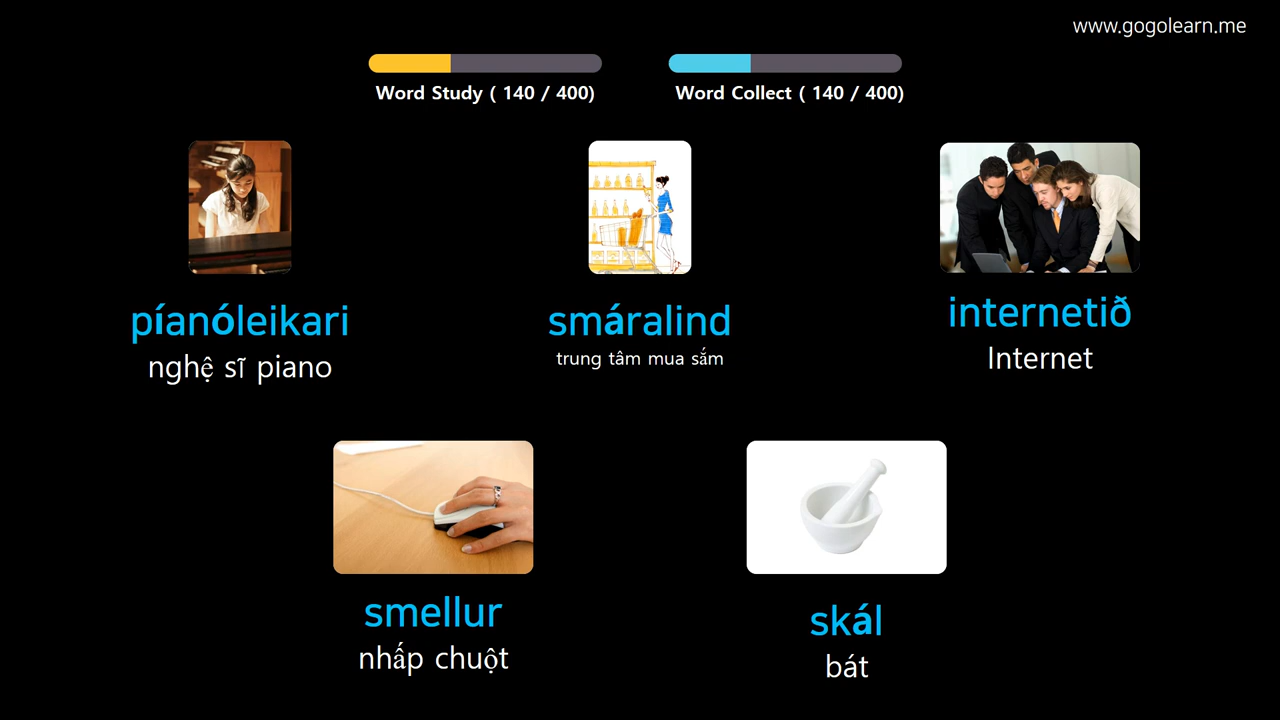 www.gogolearn.me
Word Study ( 140 / 400)
Word Collect ( 140 / 400)
píanóleikari
nghệ sĩ piano
smáralind
trung tâm mua sắm
internetið
Internet
smellur
nhấp chuột
skál
bát